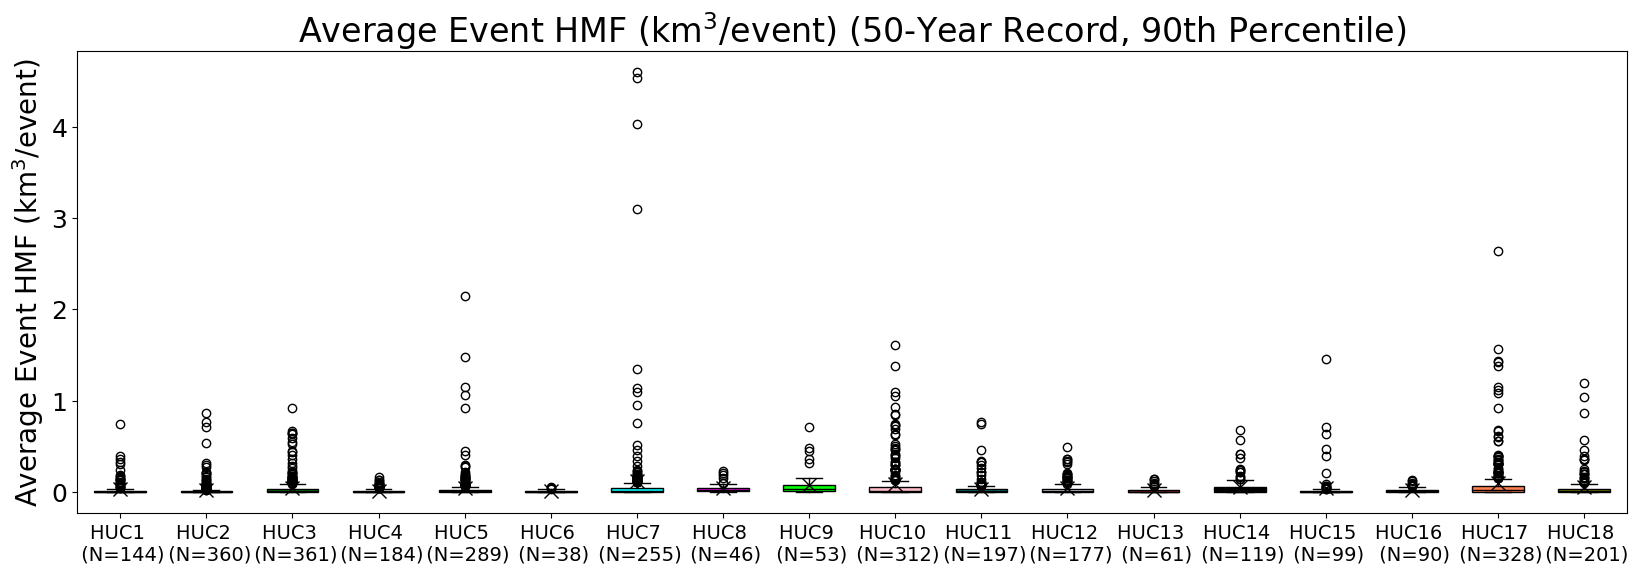 Average Event HMF (km³/event) (50-Year Record, 90th Percentile)
Average Event HMF (km³/event)
4
3
2
1
0
HUC1 HUC2 HUC3 HUC4 HUC5 HUC6 HUC7 HUC8 HUC9 HUC10 HUC11 HUC12 HUC13 HUC14 HUC15 HUC16 HUC17 HUC18
(N=144) (N=360) (N=361) (N=184) (N=289) (N=38) (N=255) (N=46) (N=53) (N=312) (N=197) (N=177) (N=61) (N=119) (N=99) (N=90) (N=328) (N=201)